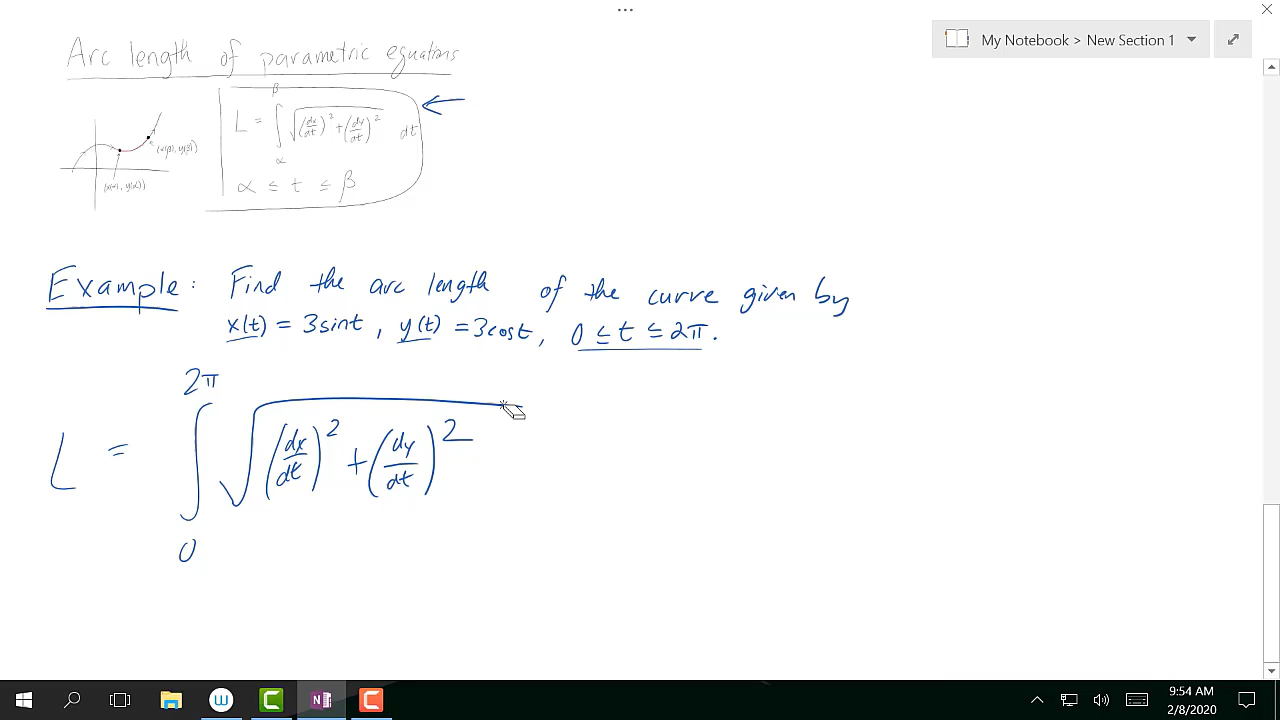 My Notebook > New Section 1
Arc length of parametric equations
L = ∫_α^β √((dx/dt)² + (dy/dt)²) dt
α ≤ t ≤ β
(x(α), y(α))
(x(β), y(β))
Example: Find the arc length of the curve given by
x(t) = 3sint, y(t) = 3cost, 0 ≤ t ≤ 2π.
L = ∫_0^2π √((dx/dt)² + (dy/dt)²)
9:54 AM
2/8/2020